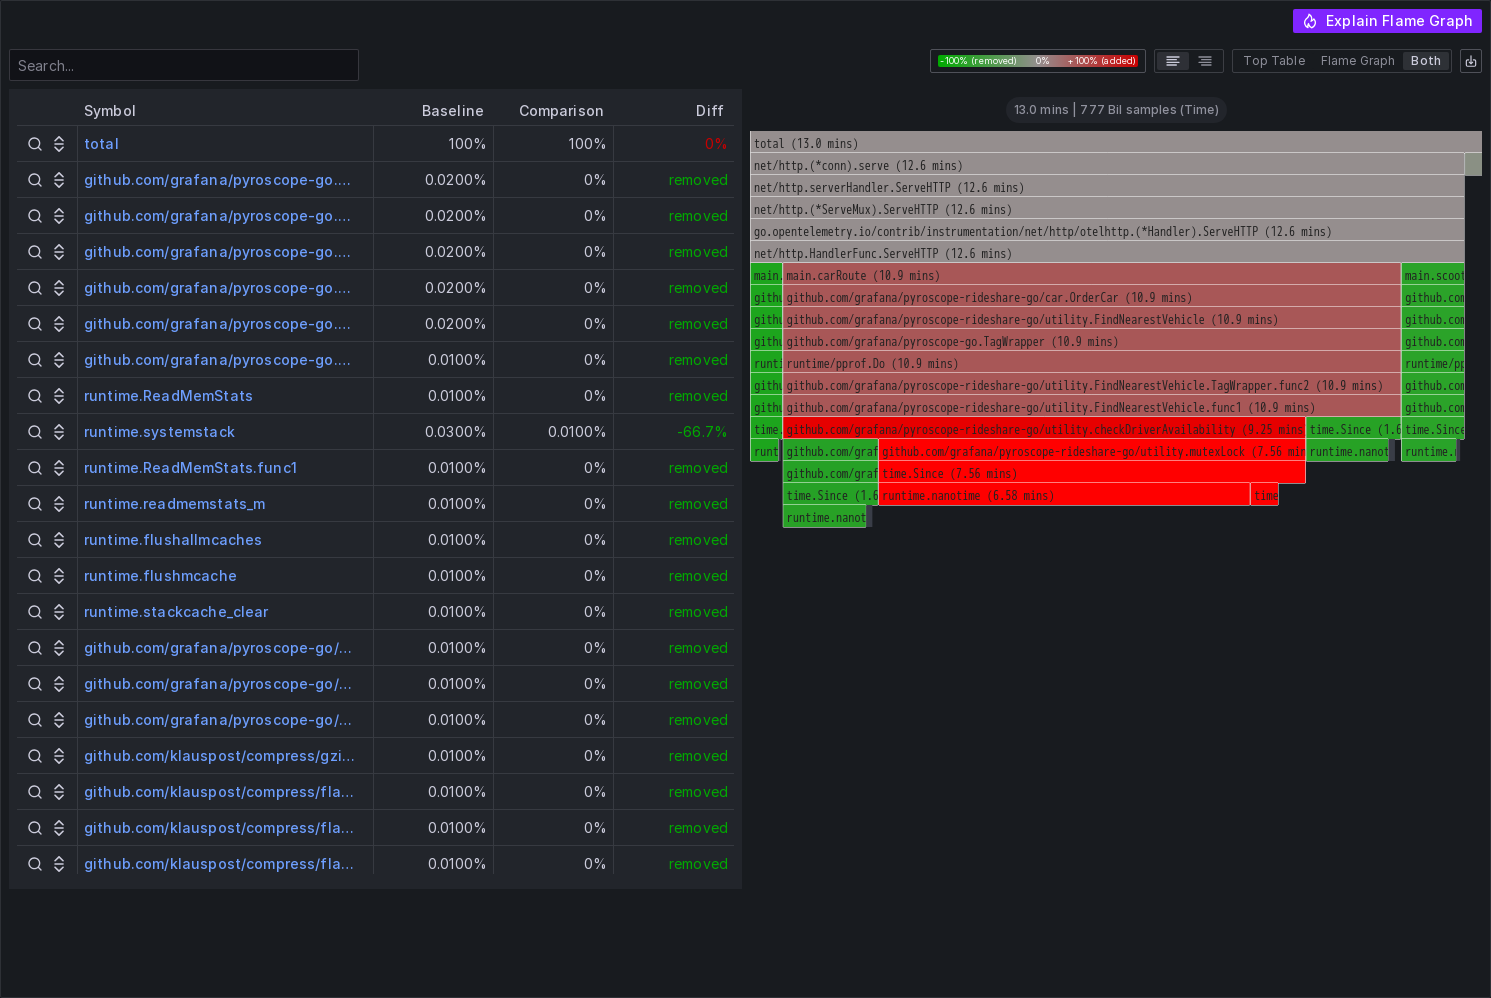 Explain Flame Graph
Search...
-100% (removed) 0% +100% (added)
Top Table Flame Graph Both
Symbol Baseline Comparison Diff
total 100% 100% 0%
github.com/grafana/pyroscope-go.... 0.0200% 0% removed
github.com/grafana/pyroscope-go.... 0.0200% 0% removed
github.com/grafana/pyroscope-go.... 0.0200% 0% removed
github.com/grafana/pyroscope-go.... 0.0200% 0% removed
github.com/grafana/pyroscope-go.... 0.0200% 0% removed
github.com/grafana/pyroscope-go.... 0.0100% 0% removed
runtime.ReadMemStats 0.0100% 0% removed
runtime.systemstack 0.0300% 0.0100% -66.7%
runtime.ReadMemStats.func1 0.0100% 0% removed
runtime.readmemstats_m 0.0100% 0% removed
runtime.flushallmcaches 0.0100% 0% removed
runtime.flushmcache 0.0100% 0% removed
runtime.stackcache_clear 0.0100% 0% removed
github.com/grafana/pyroscope-go/... 0.0100% 0% removed
github.com/grafana/pyroscope-go/... 0.0100% 0% removed
github.com/grafana/pyroscope-go/... 0.0100% 0% removed
github.com/klauspost/compress/gzi... 0.0100% 0% removed
github.com/klauspost/compress/fla... 0.0100% 0% removed
github.com/klauspost/compress/fla... 0.0100% 0% removed
github.com/klauspost/compress/fla... 0.0100% 0% removed
13.0 mins | 777 Bil samples (Time)
total (13.0 mins)
net/http.(*conn).serve (12.6 mins)
net/http.serverHandler.ServeHTTP (12.6 mins)
net/http.(*ServeMux).ServeHTTP (12.6 mins)
go.opentelemetry.io/contrib/instrumentation/net/http/otelhttp.(*Handler).ServeHTTP (12.6 mins)
net/http.HandlerFunc.ServeHTTP (12.6 mins)
main. main.carRoute (10.9 mins) main.scoot
githu github.com/grafana/pyroscope-rideshare-go/car.OrderCar (10.9 mins) github.com
githu github.com/grafana/pyroscope-rideshare-go/utility.FindNearestVehicle (10.9 mins) github.com
githu github.com/grafana/pyroscope-go.TagWrapper (10.9 mins) github.com
runti runtime/pprof.Do (10.9 mins) runtime/pp
githu github.com/grafana/pyroscope-rideshare-go/utility.FindNearestVehicle.TagWrapper.func2 (10.9 mins) github.com
githu github.com/grafana/pyroscope-rideshare-go/utility.FindNearestVehicle.func1 (10.9 mins) github.com
time. github.com/grafana/pyroscope-rideshare-go/utility.checkDriverAvailability (9.25 mins time.Since (1.6 time.Since
runt github.com/graf github.com/grafana/pyroscope-rideshare-go/utility.mutexLock (7.56 min runtime.nanot runtime.n
github.com/graf time.Since (7.56 mins)
time.Since (1.6 runtime.nanotime (6.58 mins) time
runtime.nanot